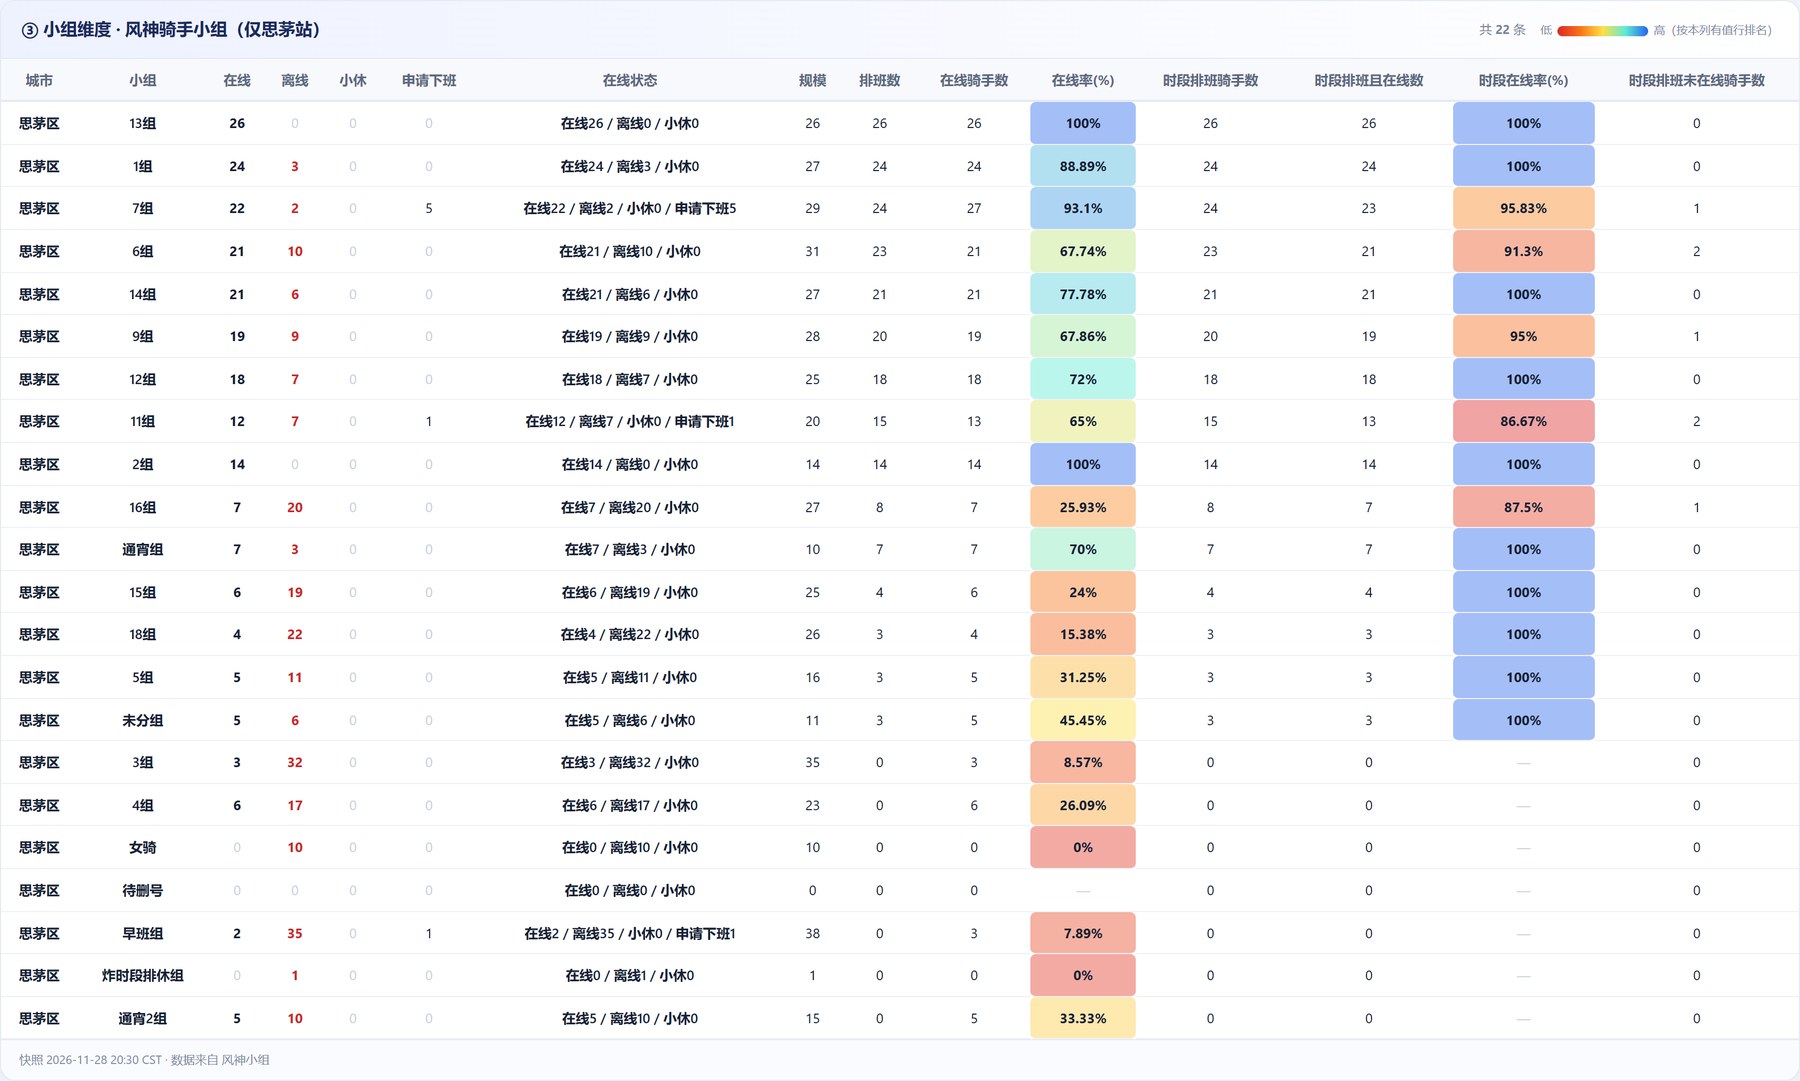 ③ 小组维度 · 风神骑手小组（仅思茅站）
共 22 条 低 高 (按本列有值行排名)
城市 小组 在线 离线 小休 申请下班 在线状态 规模 排班数 在线骑手数 在线率(%) 时段排班骑手数 时段排班且在线数 时段在线率(%) 时段排班未在线骑手数
思茅区 13组 26 0 0 0 在线26 / 离线0 / 小休0 26 26 26 100% 26 26 100% 0
思茅区 1组 24 3 0 0 在线24 / 离线3 / 小休0 27 24 24 88.89% 24 24 100% 0
思茅区 7组 22 2 0 5 在线22 / 离线2 / 小休0 / 申请下班5 29 24 27 93.1% 24 23 95.83% 1
思茅区 6组 21 10 0 0 在线21 / 离线10 / 小休0 31 23 21 67.74% 23 21 91.3% 2
思茅区 14组 21 6 0 0 在线21 / 离线6 / 小休0 27 21 21 77.78% 21 21 100% 0
思茅区 9组 19 9 0 0 在线19 / 离线9 / 小休0 28 20 19 67.86% 20 19 95% 1
思茅区 12组 18 7 0 0 在线18 / 离线7 / 小休0 25 18 18 72% 18 18 100% 0
思茅区 11组 12 7 0 1 在线12 / 离线7 / 小休0 / 申请下班1 20 15 13 65% 15 13 86.67% 2
思茅区 2组 14 0 0 0 在线14 / 离线0 / 小休0 14 14 14 100% 14 14 100% 0
思茅区 16组 7 20 0 0 在线7 / 离线20 / 小休0 27 8 7 25.93% 8 7 87.5% 1
思茅区 通宵组 7 3 0 0 在线7 / 离线3 / 小休0 10 7 7 70% 7 7 100% 0
思茅区 15组 6 19 0 0 在线6 / 离线19 / 小休0 25 4 6 24% 4 4 100% 0
思茅区 18组 4 22 0 0 在线4 / 离线22 / 小休0 26 3 4 15.38% 3 3 100% 0
思茅区 5组 5 11 0 0 在线5 / 离线11 / 小休0 16 3 5 31.25% 3 3 100% 0
思茅区 未分组 5 6 0 0 在线5 / 离线6 / 小休0 11 3 5 45.45% 3 3 100% 0
思茅区 3组 3 32 0 0 在线3 / 离线32 / 小休0 35 0 3 8.57% 0 0 — 0
思茅区 4组 6 17 0 0 在线6 / 离线17 / 小休0 23 0 6 26.09% 0 0 — 0
思茅区 女骑 0 10 0 0 在线0 / 离线10 / 小休0 10 0 0 0% 0 0 — 0
思茅区 待删号 0 0 0 0 在线0 / 离线0 / 小休0 0 0 0 — 0 0 — 0
思茅区 早班组 2 35 0 1 在线2 / 离线35 / 小休0 / 申请下班1 38 0 3 7.89% 0 0 — 0
思茅区 炸时段排休组 0 1 0 0 在线0 / 离线1 / 小休0 1 0 0 0% 0 0 — 0
思茅区 通宵2组 5 10 0 0 在线5 / 离线10 / 小休0 15 0 5 33.33% 0 0 — 0
快照 2026-11-28 20:30 CST · 数据来自 风神小组